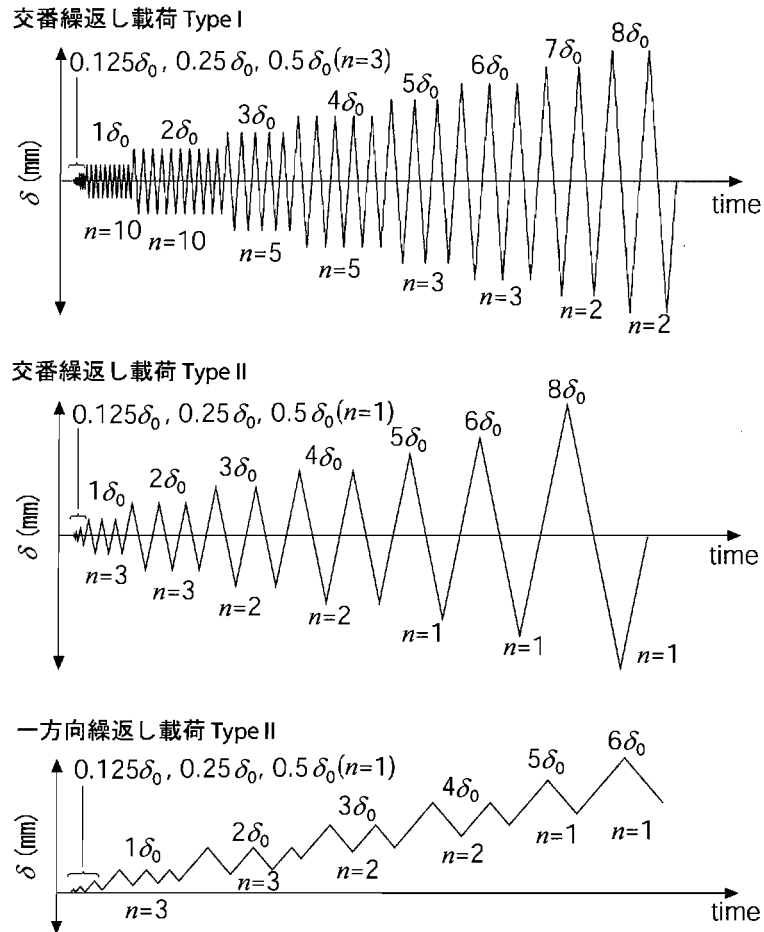 交番繰返し載荷 Type I
0.125δ₀, 0.25δ₀, 0.5δ₀(n=3)
1δ₀
2δ₀
3δ₀
4δ₀
5δ₀
6δ₀
7δ₀
8δ₀
δ (mm)
time
n=10
n=10
n=5
n=5
n=3
n=3
n=2
n=2
交番繰返し載荷 Type II
0.125δ₀, 0.25δ₀, 0.5δ₀(n=1)
1δ₀
2δ₀
3δ₀
4δ₀
5δ₀
6δ₀
8δ₀
δ (mm)
time
n=3
n=3
n=2
n=2
n=1
n=1
n=1
一方向繰返し載荷 Type II
0.125δ₀, 0.25δ₀, 0.5δ₀(n=1)
1δ₀
2δ₀
3δ₀
4δ₀
5δ₀
6δ₀
δ (mm)
time
n=3
n=3
n=2
n=2
n=1
n=1